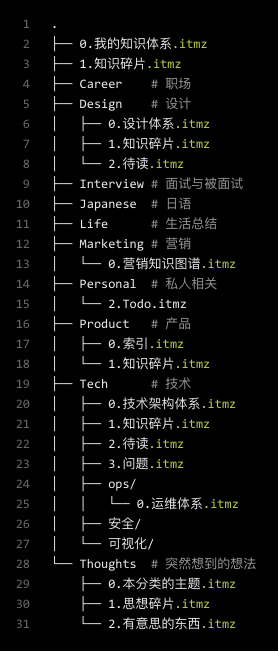 1 .
2 ├── 0.我的知识体系.itmz
3 ├── 1.知识碎片.itmz
4 ├── Career    # 职场
5 ├── Design    # 设计
6 │   ├── 0.设计体系.itmz
7 │   ├── 1.知识碎片.itmz
8 │   └── 2.待读.itmz
9 ├── Interview # 面试与被面试
10 ├── Japanese  # 日语
11 ├── Life      # 生活总结
12 ├── Marketing # 营销
13 │   └── 0.营销知识图谱.itmz
14 ├── Personal  # 私人相关
15 │   └── 2.Todo.itmz
16 ├── Product   # 产品
17 │   ├── 0.索引.itmz
18 │   └── 1.知识碎片.itmz
19 ├── Tech      # 技术
20 │   ├── 0.技术架构体系.itmz
21 │   ├── 1.知识碎片.itmz
22 │   ├── 2.待读.itmz
23 │   ├── 3.问题.itmz
24 │   ├── ops/
25 │   │   └── 0.运维体系.itmz
26 │   ├── 安全/
27 │   └── 可视化/
28 └── Thoughts  # 突然想到的想法
29     ├── 0.本分类的主题.itmz
30     ├── 1.思想碎片.itmz
31     └── 2.有意思的东西.itmz